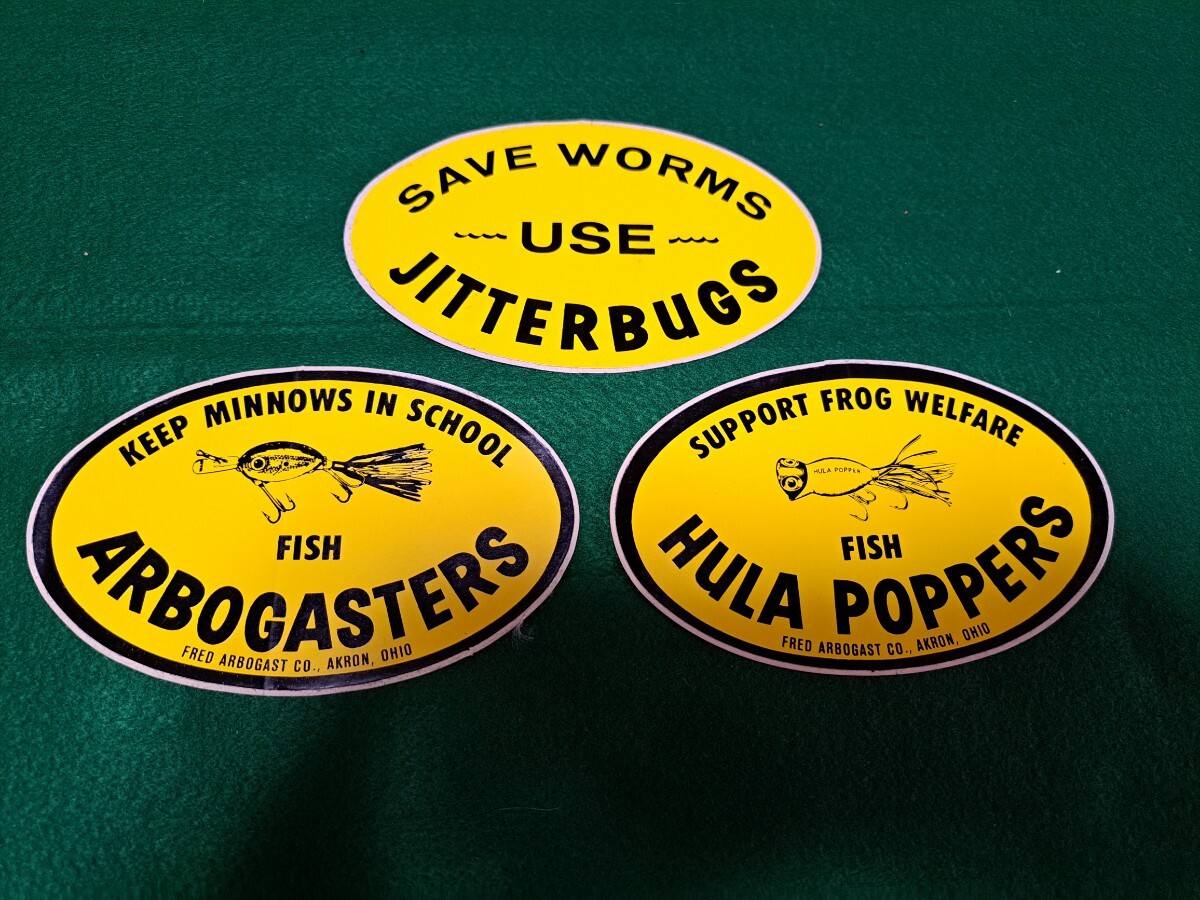 SAVE WORMS
USE
JITTERBUGS
KEEP MINNOWS IN SCHOOL
FISH
ARBOGASTERS
FRED ARBOGAST CO., AKRON, OHIO
SUPPORT FROG WELFARE
HULA POPPER
FISH
HULA POPPERS
FRED ARBOGAST CO., AKRON, OHIO